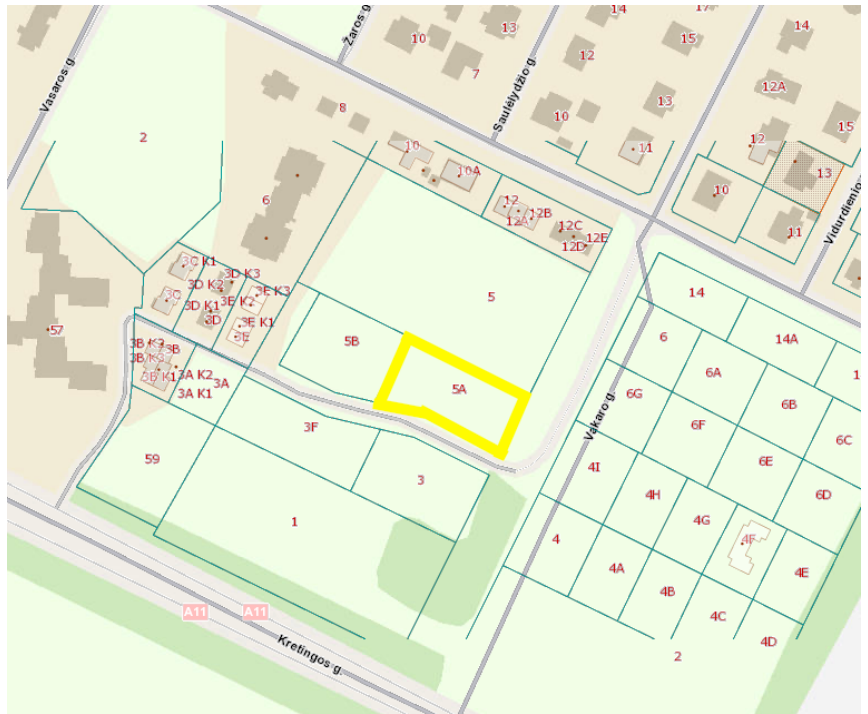 Vasaros g.
Žaros g.
10
13
7
14
12
17
15
Saulėlydžio g.
10
13
11
14
12A
15
12
13
10
11
Vidurdienio
2
8
10
10A
6
12
12A
12B
12C
12D
12E
5
3C K1
3C
3D K3
3D K2
3D K1
3D
3E K3
3E K2
3E K1
3E
57
3B K2
3B
3B K3
3B K1
3A K2
3A
3A K1
5B
5A
3F
3
59
1
14
14A
1
6
6A
6B
6C
6G
6F
6E
6D
Vakaro g.
4I
4H
4G
4F
4E
4
4A
4B
4C
4D
2
A11
A11
Kretingos g.